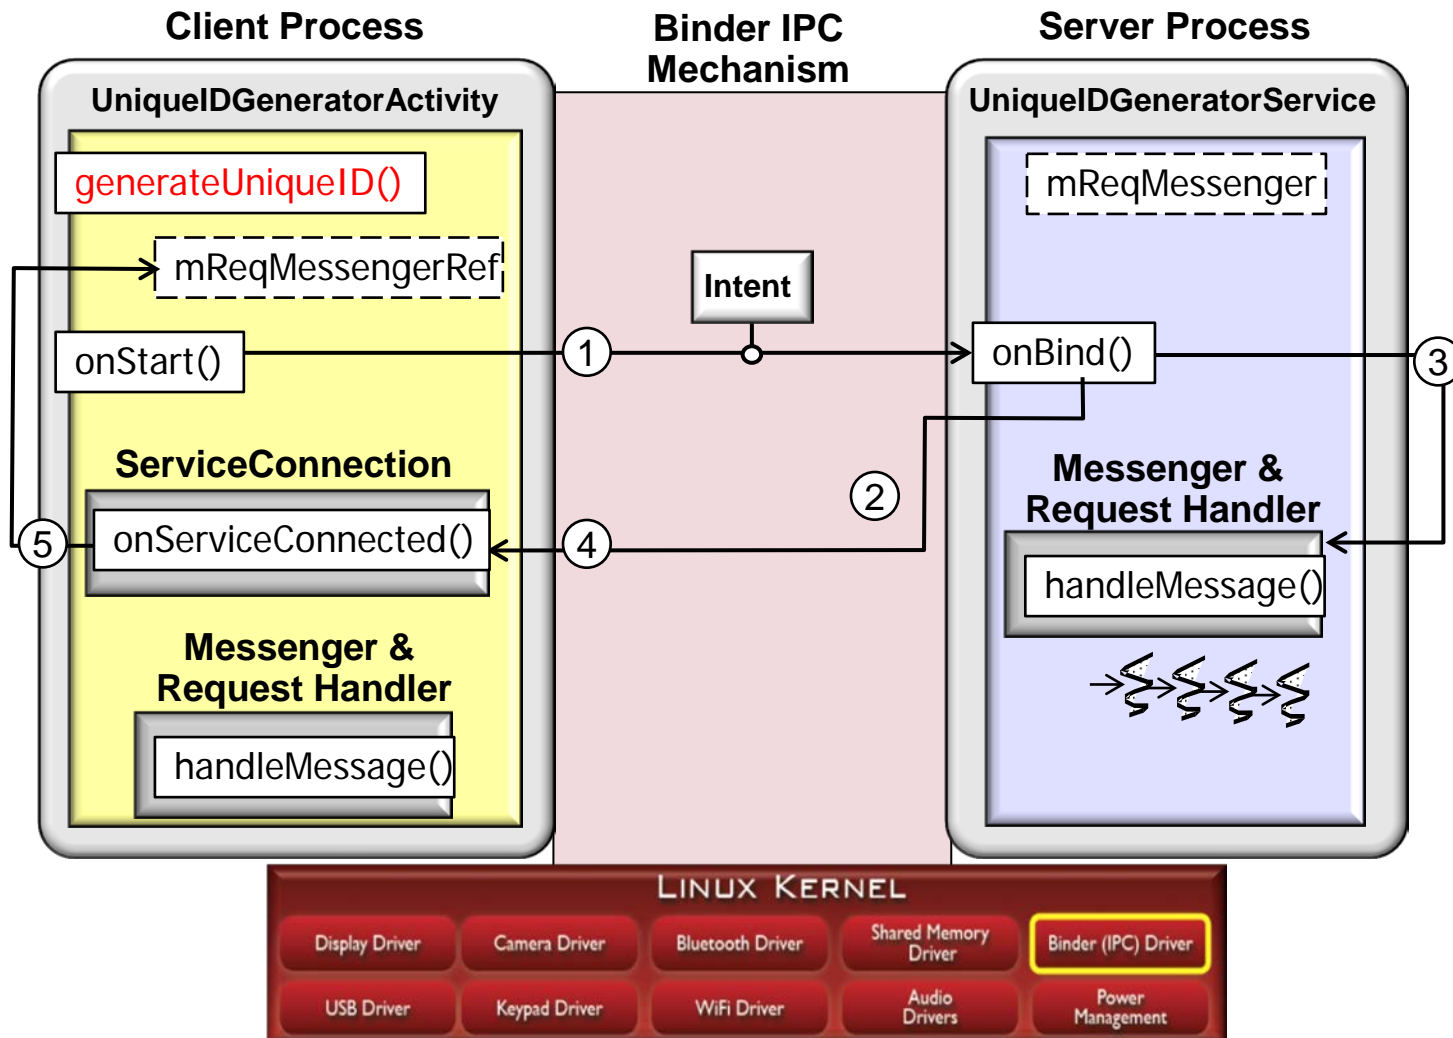 Client Process
Binder IPC
Mechanism
Server Process
UniqueIDGeneratorActivity
UniqueIDGeneratorService
generateUniqueID()
mReqMessenger
mReqMessengerRef
Intent
onStart()
1
onBind()
3
ServiceConnection
Messenger &
Request Handler
2
5
onServiceConnected()
4
handleMessage()
Messenger &
Request Handler
handleMessage()
LINUX KERNEL
Display Driver
Camera Driver
Bluetooth Driver
Shared Memory
Driver
Binder (IPC) Driver
USB Driver
Keypad Driver
WiFi Driver
Audio
Drivers
Power
Management